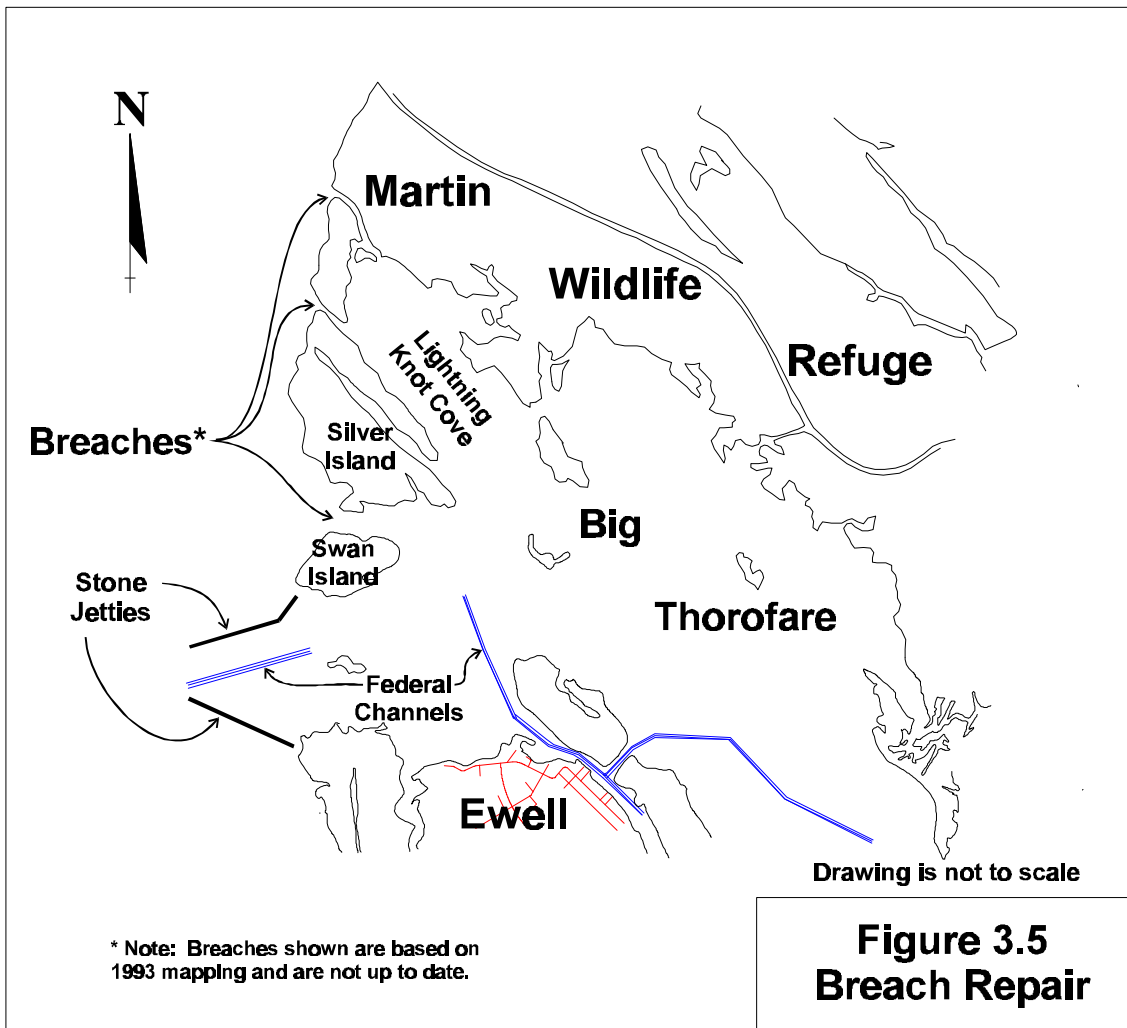 N
Martin
Wildlife
Refuge
Lightning
Knot Cove
Breaches*
Silver
Island
Big
Swan
Island
Stone
Jetties
Thorofare
Federal
Channels
Ewell
Drawing is not to scale
* Note: Breaches shown are based on
1993 mapping and are not up to date.
Figure 3.5
Breach Repair